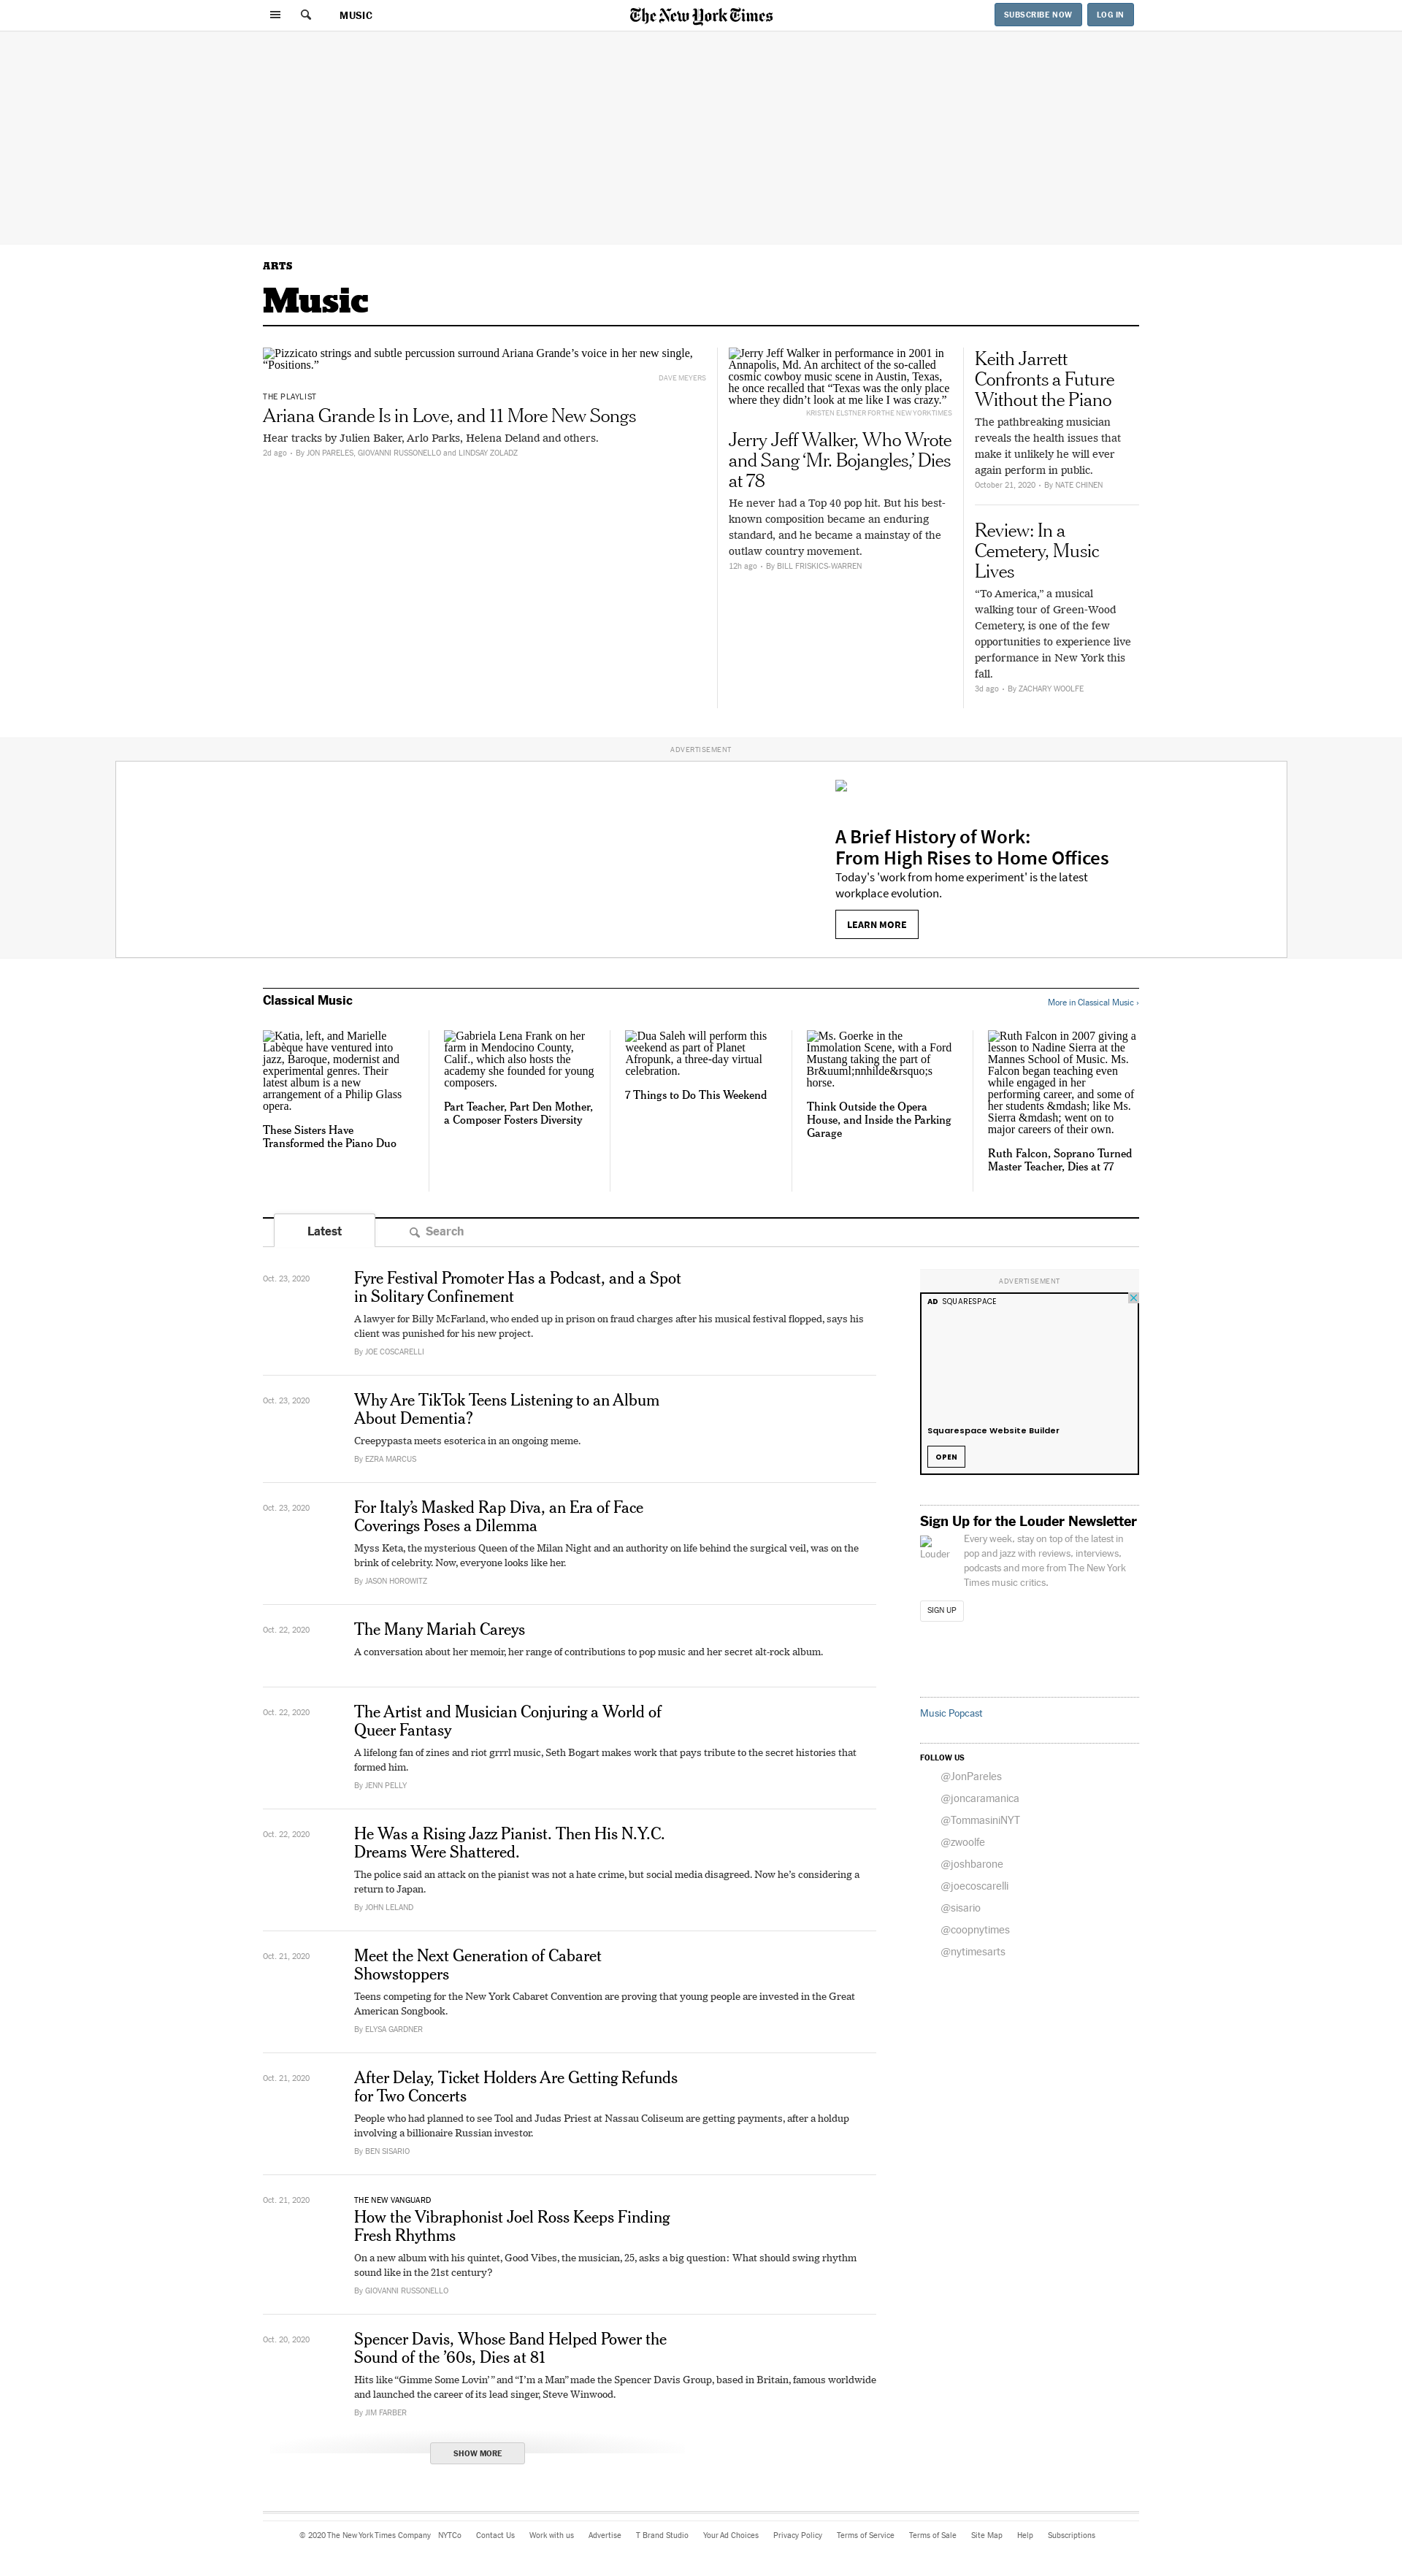 MUSIC
The New York Times
SUBSCRIBE NOW
LOG IN
ARTS
Music
Pizzicato strings and subtle percussion surround Ariana Grande’s voice in her new single,
“Positions.”
DAVE MEYERS
THE PLAYLIST
Ariana Grande Is in Love, and 11 More New Songs
Hear tracks by Julien Baker, Arlo Parks, Helena Deland and others.
2d ago • By JON PARELES, GIOVANNI RUSSONELLO and LINDSAY ZOLADZ
Jerry Jeff Walker in performance in 2001 in
Annapolis, Md. An architect of the so-called
cosmic cowboy music scene in Austin, Texas,
he once recalled that “Texas was the only place
where they didn’t look at me like I was crazy.”
KRISTEN ELSTNER FOR THE NEW YORK TIMES
Jerry Jeff Walker, Who Wrote
and Sang ‘Mr. Bojangles,’ Dies
at 78
He never had a Top 40 pop hit. But his best-
known composition became an enduring
standard, and he became a mainstay of the
outlaw country movement.
12h ago • By BILL FRISKICS-WARREN
Keith Jarrett
Confronts a Future
Without the Piano
The pathbreaking musician
reveals the health issues that
make it unlikely he will ever
again perform in public.
October 21, 2020 • By NATE CHINEN
Review: In a
Cemetery, Music
Lives
“To America,” a musical
walking tour of Green-Wood
Cemetery, is one of the few
opportunities to experience live
performance in New York this
fall.
3d ago • By ZACHARY WOOLFE
ADVERTISEMENT
A Brief History of Work:
From High Rises to Home Offices
Today's 'work from home experiment' is the latest
workplace evolution.
LEARN MORE
Classical Music
More in Classical Music ›
Katia, left, and Marielle
Labèque have ventured into
jazz, Baroque, modernist and
experimental genres. Their
latest album is a new
arrangement of a Philip Glass
opera.
These Sisters Have
Transformed the Piano Duo
Gabriela Lena Frank on her
farm in Mendocino County,
Calif., which also hosts the
academy she founded for young
composers.
Part Teacher, Part Den Mother,
a Composer Fosters Diversity
Dua Saleh will perform this
weekend as part of Planet
Afropunk, a three-day virtual
celebration.
7 Things to Do This Weekend
Ms. Goerke in the
Immolation Scene, with a Ford
Mustang taking the part of
Br&uuml;nnhilde&rsquo;s
horse.
Think Outside the Opera
House, and Inside the Parking
Garage
Ruth Falcon in 2007 giving a
lesson to Nadine Sierra at the
Mannes School of Music. Ms.
Falcon began teaching even
while engaged in her
performing career, and some of
her students &mdash; like Ms.
Sierra &mdash; went on to
major careers of their own.
Ruth Falcon, Soprano Turned
Master Teacher, Dies at 77
Latest
Search
Oct. 23, 2020
Fyre Festival Promoter Has a Podcast, and a Spot
in Solitary Confinement
A lawyer for Billy McFarland, who ended up in prison on fraud charges after his musical festival flopped, says his
client was punished for his new project.
By JOE COSCARELLI
Oct. 23, 2020
Why Are TikTok Teens Listening to an Album
About Dementia?
Creepypasta meets esoterica in an ongoing meme.
By EZRA MARCUS
Oct. 23, 2020
For Italy’s Masked Rap Diva, an Era of Face
Coverings Poses a Dilemma
Myss Keta, the mysterious Queen of the Milan Night and an authority on life behind the surgical veil, was on the
brink of celebrity. Now, everyone looks like her.
By JASON HOROWITZ
Oct. 22, 2020
The Many Mariah Careys
A conversation about her memoir, her range of contributions to pop music and her secret alt-rock album.
Oct. 22, 2020
The Artist and Musician Conjuring a World of
Queer Fantasy
A lifelong fan of zines and riot grrrl music, Seth Bogart makes work that pays tribute to the secret histories that
formed him.
By JENN PELLY
Oct. 22, 2020
He Was a Rising Jazz Pianist. Then His N.Y.C.
Dreams Were Shattered.
The police said an attack on the pianist was not a hate crime, but social media disagreed. Now he’s considering a
return to Japan.
By JOHN LELAND
Oct. 21, 2020
Meet the Next Generation of Cabaret
Showstoppers
Teens competing for the New York Cabaret Convention are proving that young people are invested in the Great
American Songbook.
By ELYSA GARDNER
Oct. 21, 2020
After Delay, Ticket Holders Are Getting Refunds
for Two Concerts
People who had planned to see Tool and Judas Priest at Nassau Coliseum are getting payments, after a holdup
involving a billionaire Russian investor.
By BEN SISARIO
Oct. 21, 2020
THE NEW VANGUARD
How the Vibraphonist Joel Ross Keeps Finding
Fresh Rhythms
On a new album with his quintet, Good Vibes, the musician, 25, asks a big question: What should swing rhythm
sound like in the 21st century?
By GIOVANNI RUSSONELLO
Oct. 20, 2020
Spencer Davis, Whose Band Helped Power the
Sound of the ’60s, Dies at 81
Hits like “Gimme Some Lovin’ ” and “I’m a Man” made the Spencer Davis Group, based in Britain, famous worldwide
and launched the career of its lead singer, Steve Winwood.
By JIM FARBER
SHOW MORE
ADVERTISEMENT
AD SQUARESPACE
Squarespace Website Builder
OPEN
Sign Up for the Louder Newsletter
Louder
Every week, stay on top of the latest in
pop and jazz with reviews, interviews,
podcasts and more from The New York
Times music critics.
SIGN UP
Music Popcast
FOLLOW US
@JonPareles
@joncaramanica
@TommasiniNYT
@zwoolfe
@joshbarone
@joecoscarelli
@sisario
@coopnytimes
@nytimesarts
© 2020 The New York Times Company NYTCo Contact Us Work with us Advertise T Brand Studio Your Ad Choices Privacy Policy Terms of Service Terms of Sale Site Map Help Subscriptions